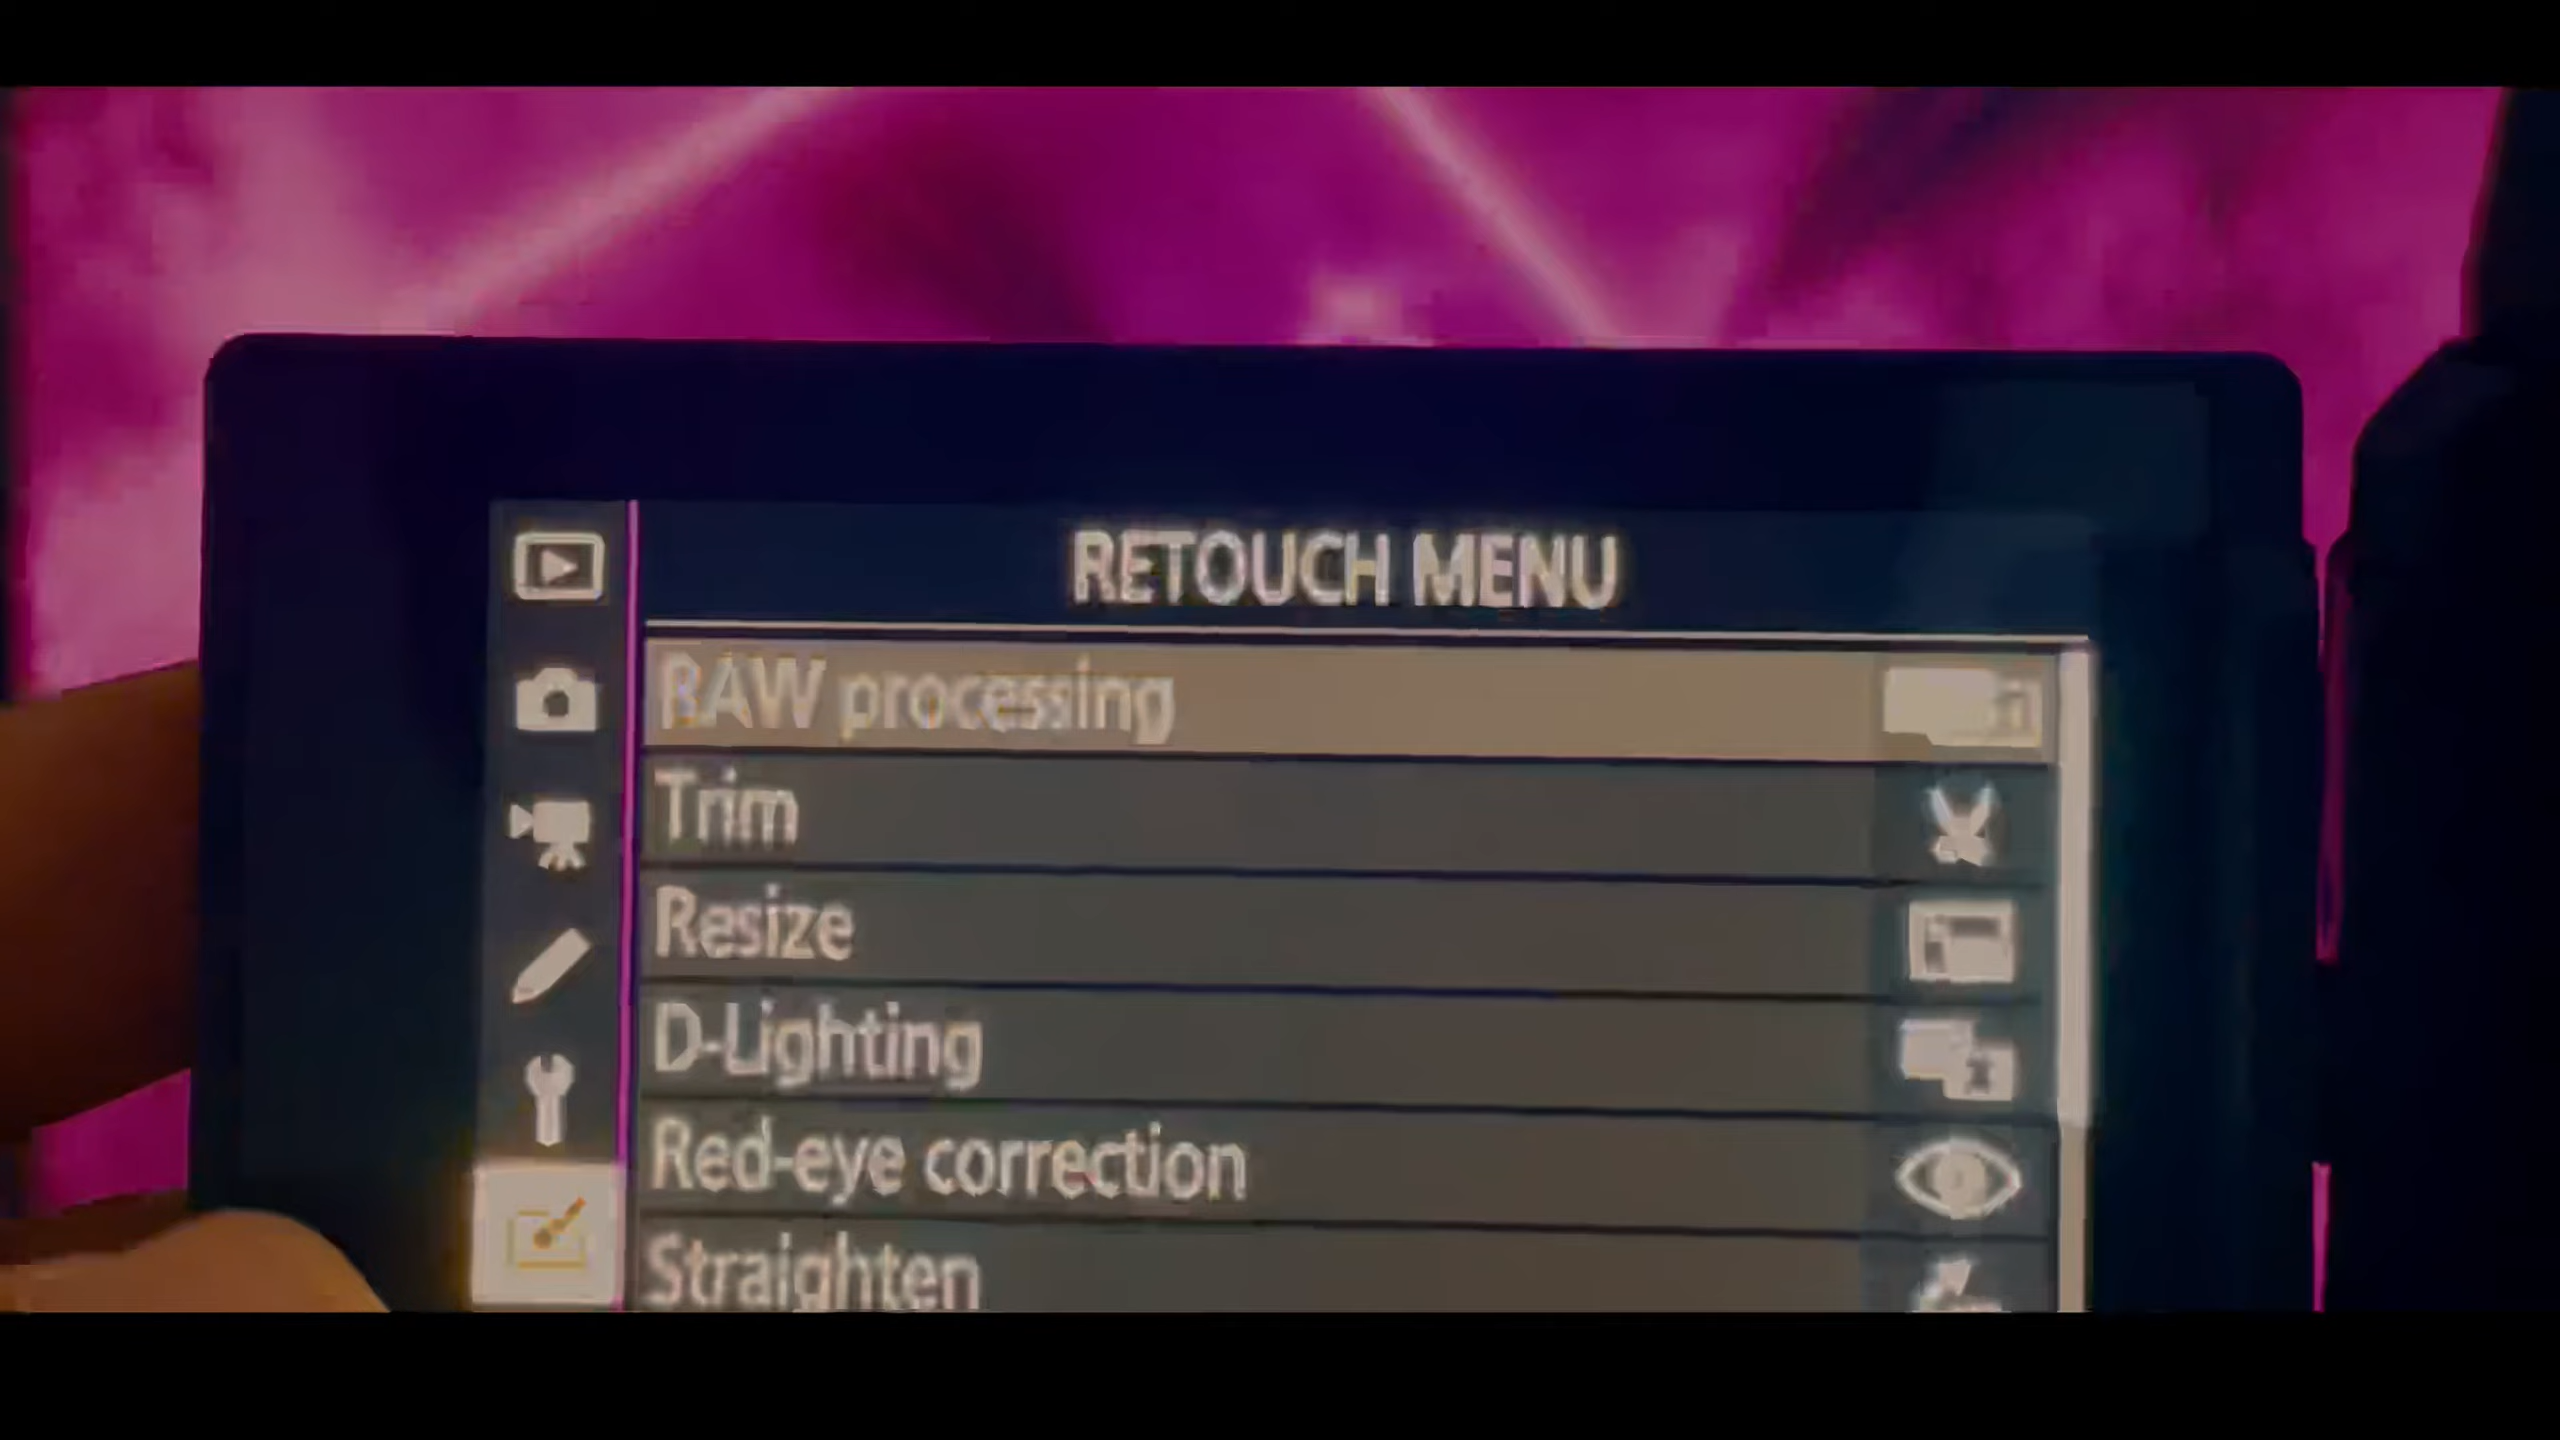 RETOUCH MENU
RAW processing
Trim
Resize
D-Lighting
Red-eye correction
Straighten